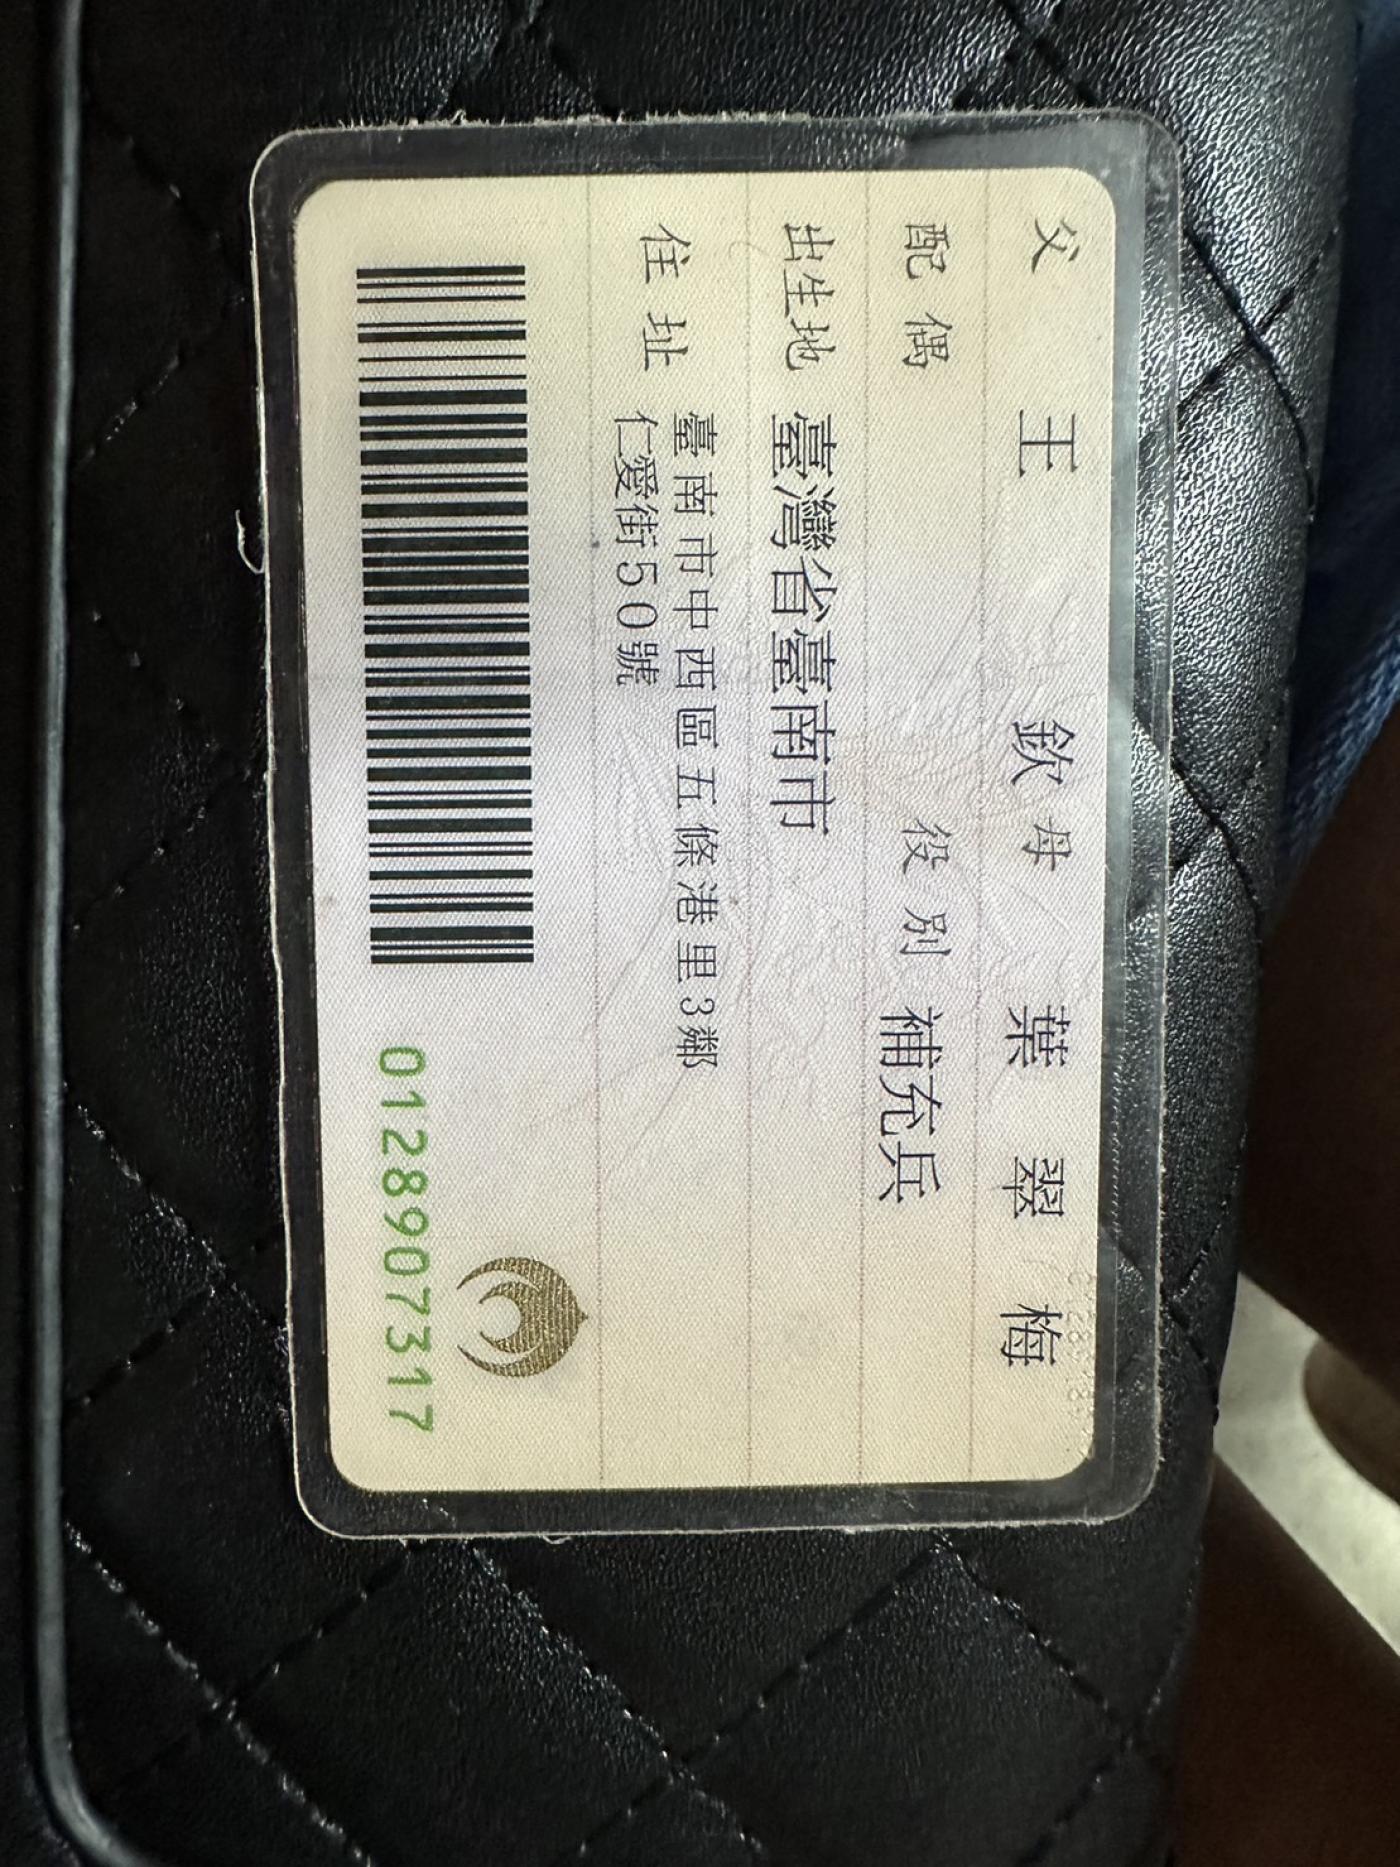 父 王 欽 母 葉 翠 梅
配偶 役別 補充兵
出生地 臺灣省臺南市
住址 臺南市中西區五條港里3鄰
仁愛街50號
0128907317